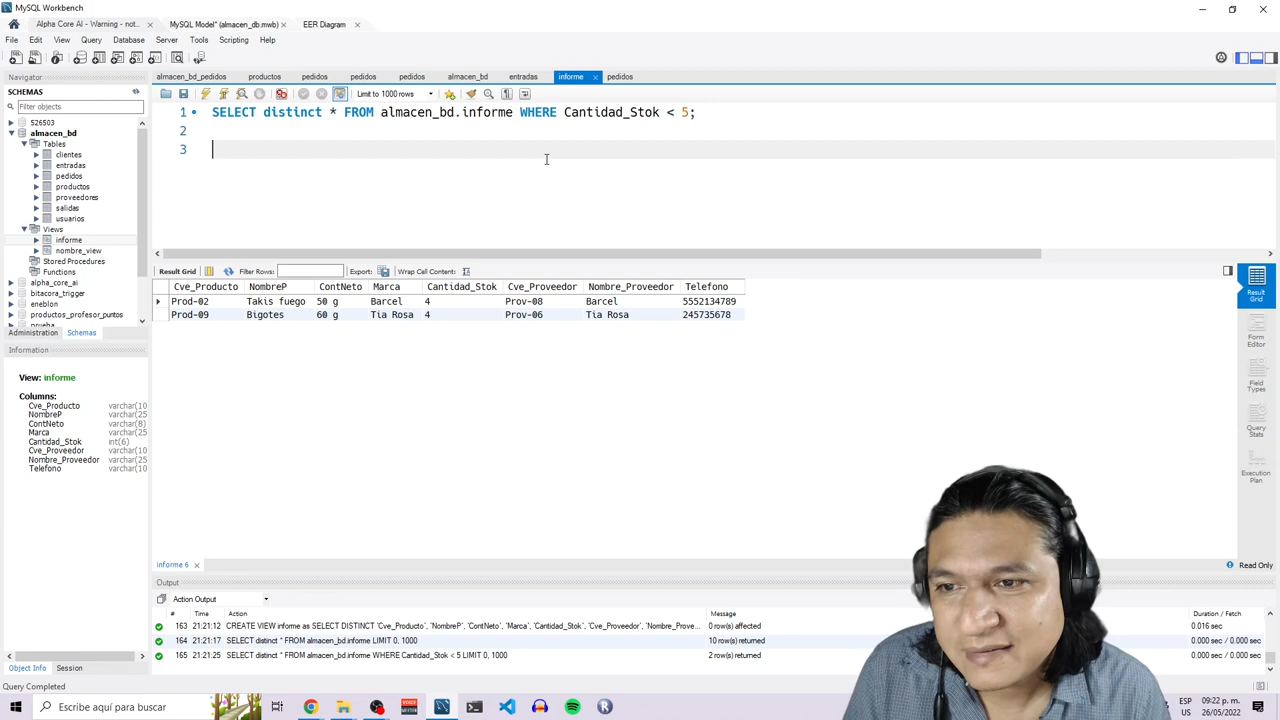 MySQL Workbench
Alpha Core AI - Warning - not... ×
MySQL Model* (almacen_db.mwb) ×
EER Diagram ×
File Edit View Query Database Server Tools Scripting Help
Navigator
SCHEMAS
Filter objects
526503
almacen_bd
Tables
clientes
entradas
pedidos
productos
proveedores
salidas
usuarios
Views
informe
nombre_view
Stored Procedures
Functions
alpha_core_ai
bitacora_trigger
eneblon
productos_profesor_puntos
prueba
Administration Schemas
Information
View: informe
Columns:
Cve_Producto varchar(10
NombreP varchar(25
ContNeto varchar(8)
Marca varchar(25
Cantidad_Stok int(6)
Cve_Proveedor varchar(10
Nombre_Proveedor varchar(25
Telefono varchar(10
Object Info Session
Query Completed
almacen_bd_pedidos productos pedidos pedidos pedidos almacen_bd entradas informe × pedidos
Limit to 1000 rows
1 SELECT distinct * FROM almacen_bd.informe WHERE Cantidad_Stok < 5;
2
3
Result Grid Filter Rows: Export: Wrap Cell Content:
Cve_Producto NombreP ContNeto Marca Cantidad_Stok Cve_Proveedor Nombre_Proveedor Telefono
Prod-02 Takis fuego 50 g Barcel 4 Prov-08 Barcel 5552134789
Prod-09 Bigotes 60 g Tia Rosa 4 Prov-06 Tia Rosa 245735678
Result Grid
Form Editor
Field Types
Query Stats
Execution Plan
informe 6 ×
Read Only
Output
Action Output
# Time Action Message Duration / Fetch
163 21:21:12 CREATE VIEW informe as SELECT DISTINCT 'Cve_Producto', 'NombreP', 'ContNeto', 'Marca', 'Cantidad_Stok', 'Cve_Proveedor', 'Nombre_Prove... 0 row(s) affected 0.016 sec
164 21:21:17 SELECT distinct * FROM almacen_bd.infome LIMIT 0, 1000 10 row(s) returned 0.000 sec / 0.000 sec
165 21:21:25 SELECT distinct * FROM almacen_bd.informe WHERE Cantidad_Stok < 5 LIMIT 0, 1000 2 row(s) returned 0.000 sec / 0.000 sec
Escribe aquí para buscar
ESP
US
09:22 p. m.
26/05/2022